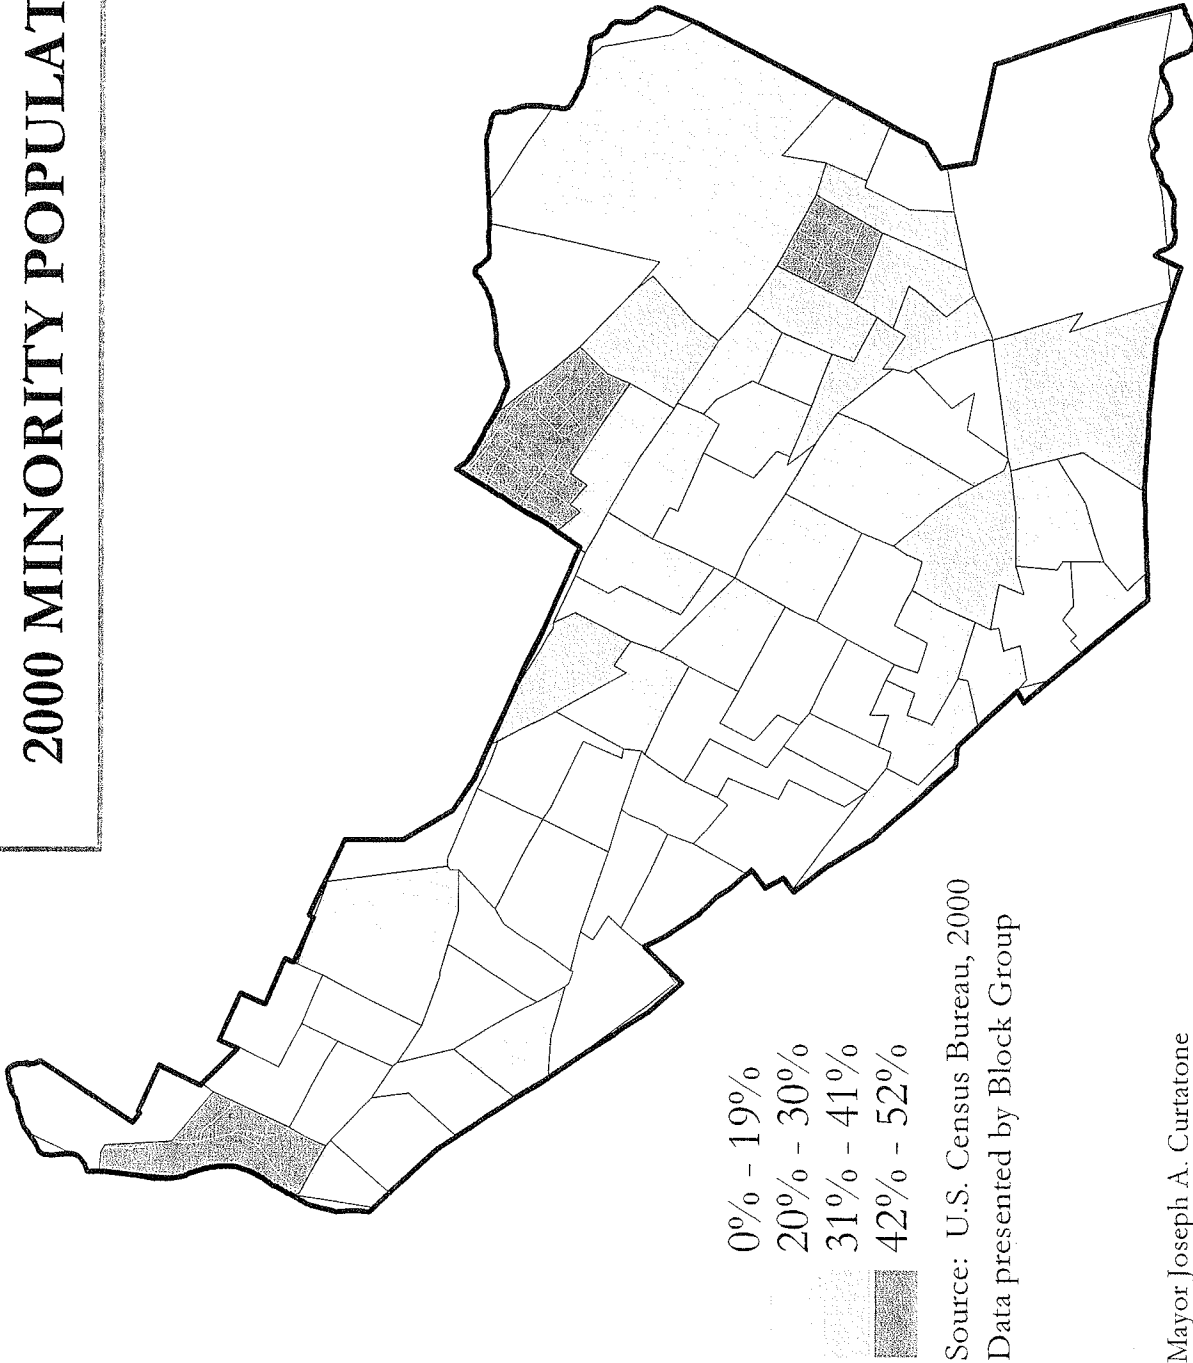 2000 MINORITY POPULAT
0% - 19%
20% - 30%
31% - 41%
42% - 52%
Source: U.S. Census Bureau, 2000
Data presented by Block Group
Mayor Joseph A. Curtatone